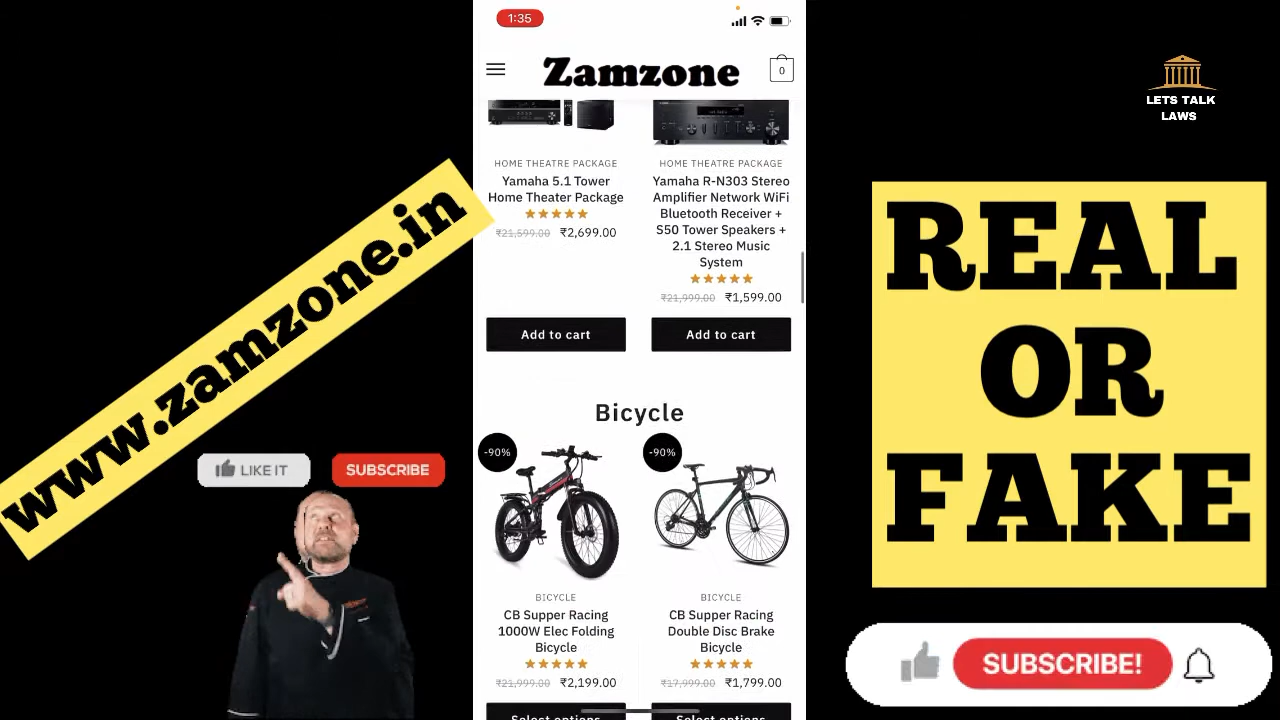 1:35
Zamzone
0
HOME THEATRE PACKAGE
Yamaha 5.1 Tower
Home Theater Package
₹21,599.00 ₹2,699.00
Add to cart
HOME THEATRE PACKAGE
Yamaha R-N303 Stereo
Amplifier Network WiFi
Bluetooth Receiver +
S50 Tower Speakers +
2.1 Stereo Music
System
₹21,999.00 ₹1,599.00
Add to cart
Bicycle
-90%
BICYCLE
CB Supper Racing
1000W Elec Folding
Bicycle
₹21,999.00 ₹2,199.00
Select options
-90%
BICYCLE
CB Supper Racing
Double Disc Brake
Bicycle
₹17,999.00 ₹1,799.00
Select options
www.zamzone.in
LIKE IT
SUBSCRIBE
LETS TALK
LAWS
REAL
OR
FAKE
SUBSCRIBE!